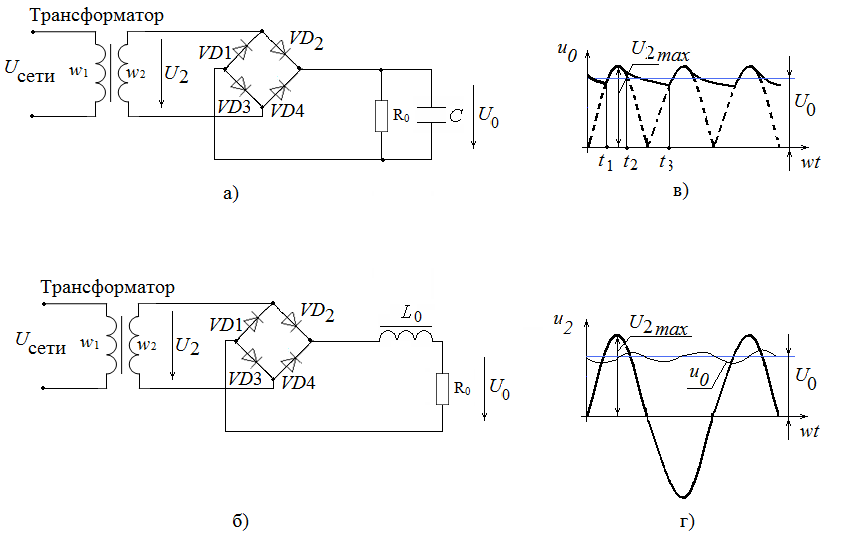 Трансформатор
Uсети
w1
w2
U2
VD1
VD2
VD3
VD4
R0
C
U0
а)
u0
U2max
U0
t1
t2
t3
wt
в)
Трансформатор
Uсети
w1
w2
U2
VD1
VD2
VD3
VD4
L0
R0
U0
б)
u2
U2max
u0
U0
wt
г)